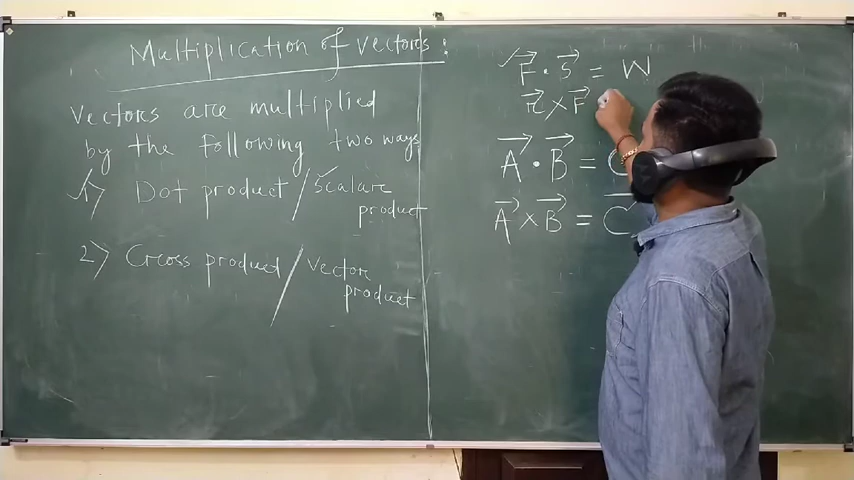 Multiplication of vectors :
Vectors are multiplied
by the following two ways
1> Dot product / Scalar
product
2> Cross product / Vector
product
F⃗ · S⃗ = W
r⃗ × F⃗
A⃗ · B⃗ = C
A⃗ × B⃗ = C⃗